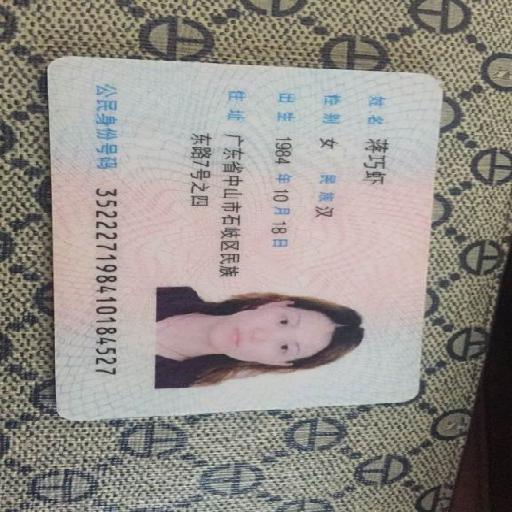 姓名 蒋巧虾
性别 女 民族 汉
出生 1984 年 10 月 18 日
住址 广东省中山市石岐区民族
东路7号之四
公民身份号码 352227198410184527